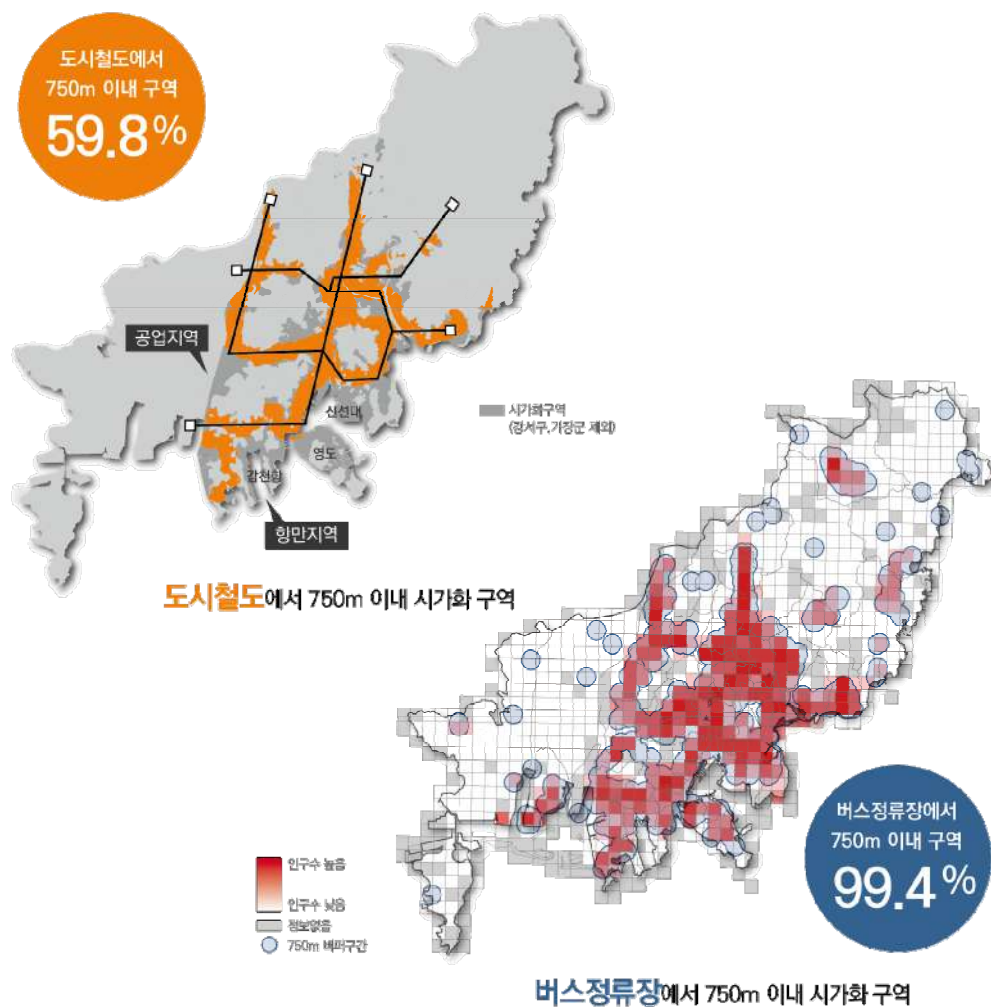 도시철도에서
750m 이내 구역
59.8%
공업지역
신선대
시가화구역
(강서구,기장군 제외)
영도
감천항
항만지역
도시철도에서 750m 이내 시가화 구역
버스정류장에서
750m 이내 구역
99.4%
인구수 높음
인구수 낮음
정보없음
750m 버퍼구간
버스정류장에서 750m 이내 시가화 구역